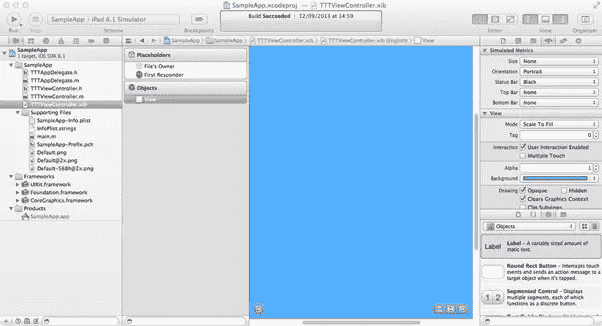 SampleApp.xcodeproj — TTTViewController.xib
SampleApp
iPad 6.1 Simulator
Build Succeeded
12/09/2013 at 14:59
Run
Stop
Scheme
Breakpoints
Editor
View
Organizer
SampleApp
SampleApp
TTTViewController.xib
TTTViewController.xib (English)
View
SampleApp
1 target, iOS SDK 6.1
SampleApp
TTTAppDelegate.h
TTTAppDelegate.m
TTTViewController.h
TTTViewController.m
TTTViewController.xib
Supporting Files
SampleApp-Info.plist
InfoPlist.strings
main.m
SampleApp-Prefix.pch
Default.png
Default@2x.png
Default-568h@2x.png
Frameworks
UIKit.framework
Foundation.framework
CoreGraphics.framework
Products
SampleApp.app
Placeholders
File's Owner
First Responder
Objects
View
Simulated Metrics
Size None
Orientation Portrait
Status Bar Black
Top Bar None
Bottom Bar None
View
Mode Scale To Fill
Tag 0
Interaction User Interaction Enabled
Multiple Touch
Alpha 1
Background
Drawing Opaque Hidden
Clears Graphics Context
Clip Subviews
Objects
Label
Label - A variably sized amount of
static text.
Round Rect Button - Intercepts touch
events and sends an action message to a
target object when it's tapped.
1 2
Segmented Control - Displays
multiple segments, each of which
functions as a discrete button.